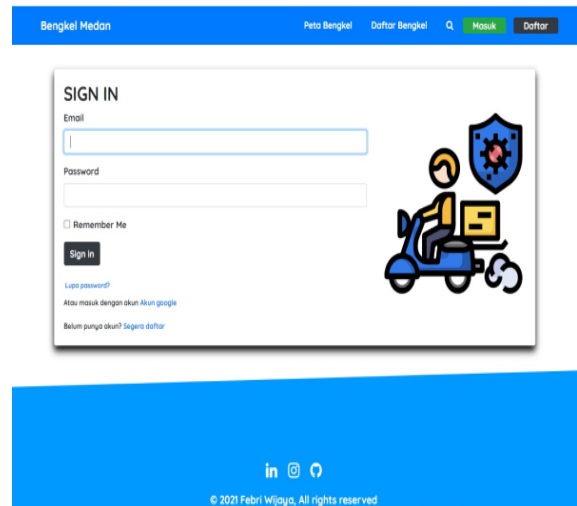 Bengkel Medan Peta Bengkel Daftar Bengkel Masuk Daftar
SIGN IN
Email
Password
Remember Me
Sign in
Lupa password?
Atau masuk dengan akun Akun google
Belum punya akun? Segera daftar
in
© 2021 Febri Wijaya, All rights reserved